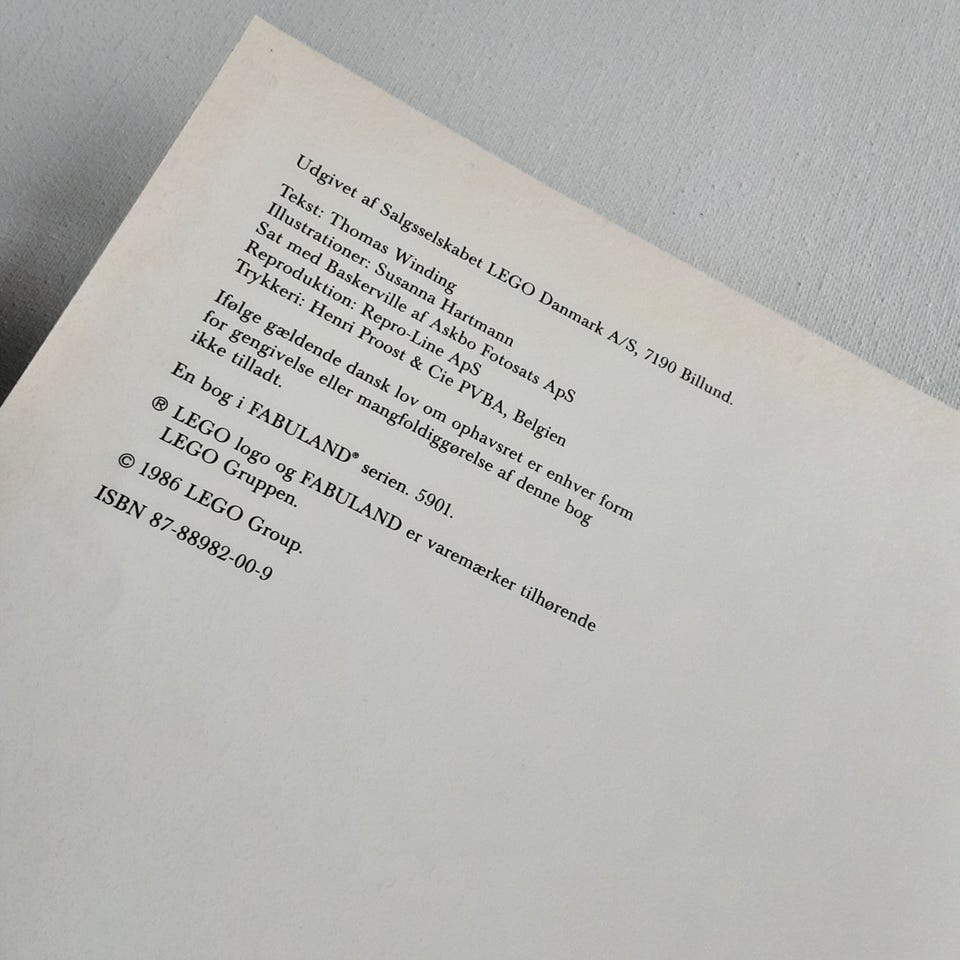 Udgivet af Salgsselskabet LEGO Danmark A/S, 7190 Billund.
Tekst: Thomas Winding
Illustrationer: Susanna Hartmann
Sat med Baskerville af Askbo Fotosats ApS
Reproduktion: Repro-Line ApS
Trykkeri: Henri Proost & Cie PVBA, Belgien
Ifølge gældende dansk lov om ophavsret er enhver form
for gengivelse eller mangfoldiggørelse af denne bog
ikke tilladt.
En bog i FABULAND® serien. 5901.
® LEGO logo og FABULAND er varemærker tilhørende
LEGO Gruppen.
© 1986 LEGO Group.
ISBN 87-88982-00-9